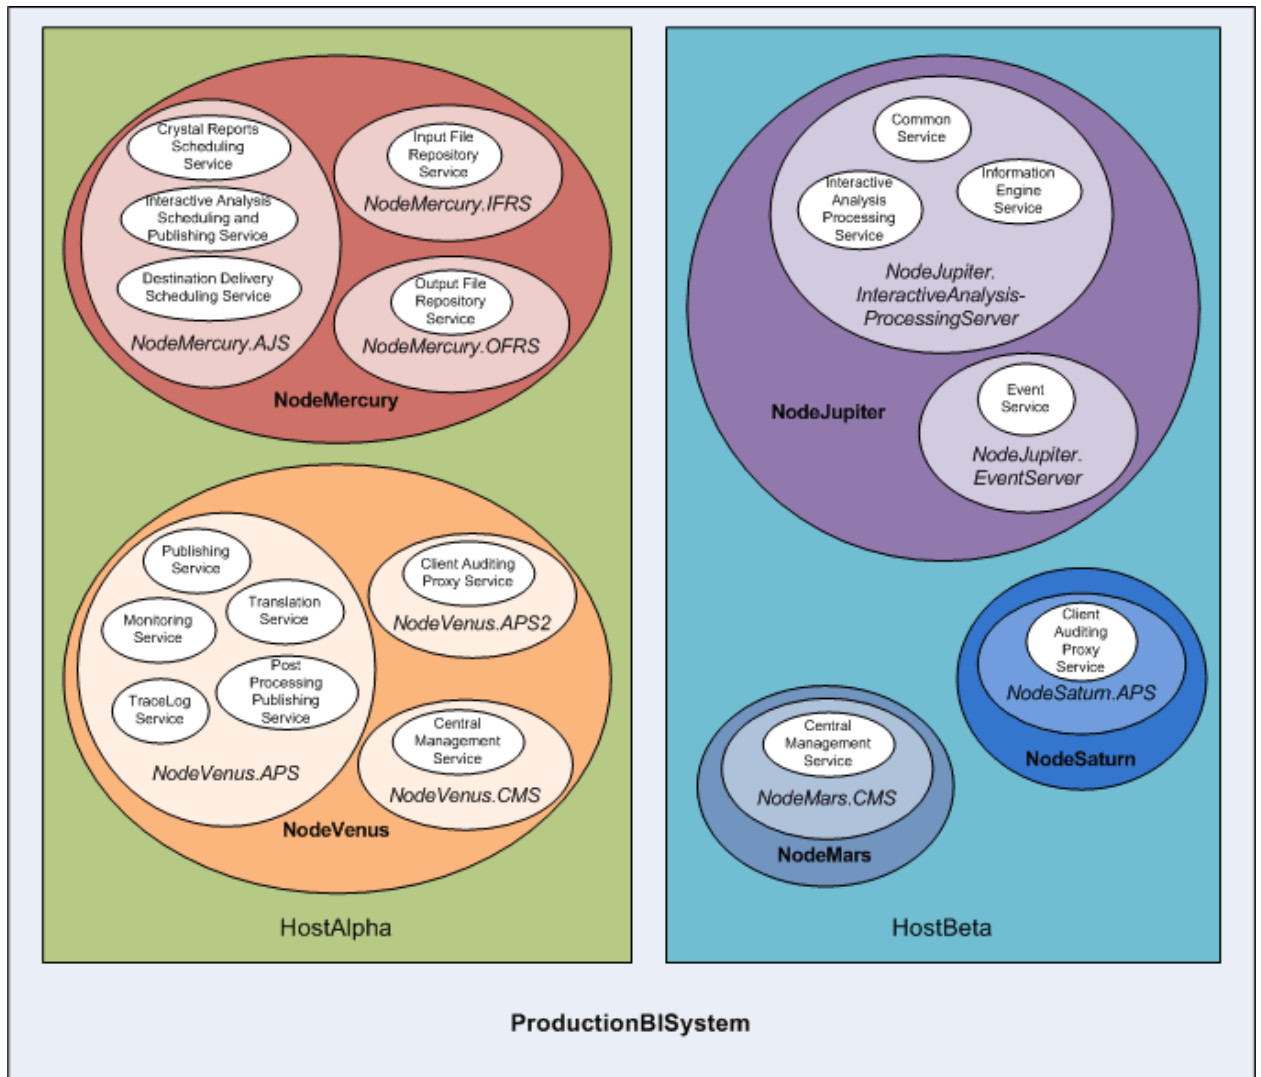 Crystal Reports
Scheduling
Service
Interactive Analysis
Scheduling and
Publishing Service
Destination Delivery
Scheduling Service
NodeMercury.AJS
Input File
Repository
Service
NodeMercury.IFRS
Output File
Repository
Service
NodeMercury.OFRS
NodeMercury
Publishing
Service
Monitoring
Service
Translation
Service
TraceLog
Service
Post
Processing
Publishing
Service
NodeVenus.APS
Client Auditing
Proxy Service
NodeVenus.APS2
Central
Management
Service
NodeVenus.CMS
NodeVenus
HostAlpha
Common
Service
Interactive
Analysis
Processing
Service
Information
Engine
Service
NodeJupiter.
InteractiveAnalysis-
ProcessingServer
NodeJupiter
Event
Service
NodeJupiter.
EventServer
Client
Auditing
Proxy
Service
NodeSaturn.APS
NodeSaturn
Central
Management
Service
NodeMars.CMS
NodeMars
HostBeta
ProductionBISystem